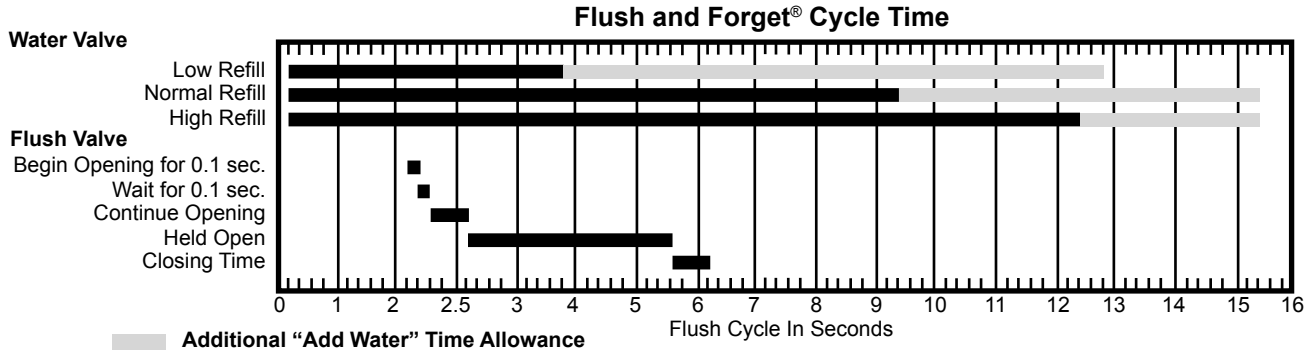 Flush and Forget® Cycle Time
Water Valve
Low Refill
Normal Refill
High Refill
Flush Valve
Begin Opening for 0.1 sec.
Wait for 0.1 sec.
Continue Opening
Held Open
Closing Time
0 1 2 2.5 3 4 5 6 7 8 9 10 11 12 13 14 15 16
Flush Cycle In Seconds
Additional “Add Water” Time Allowance